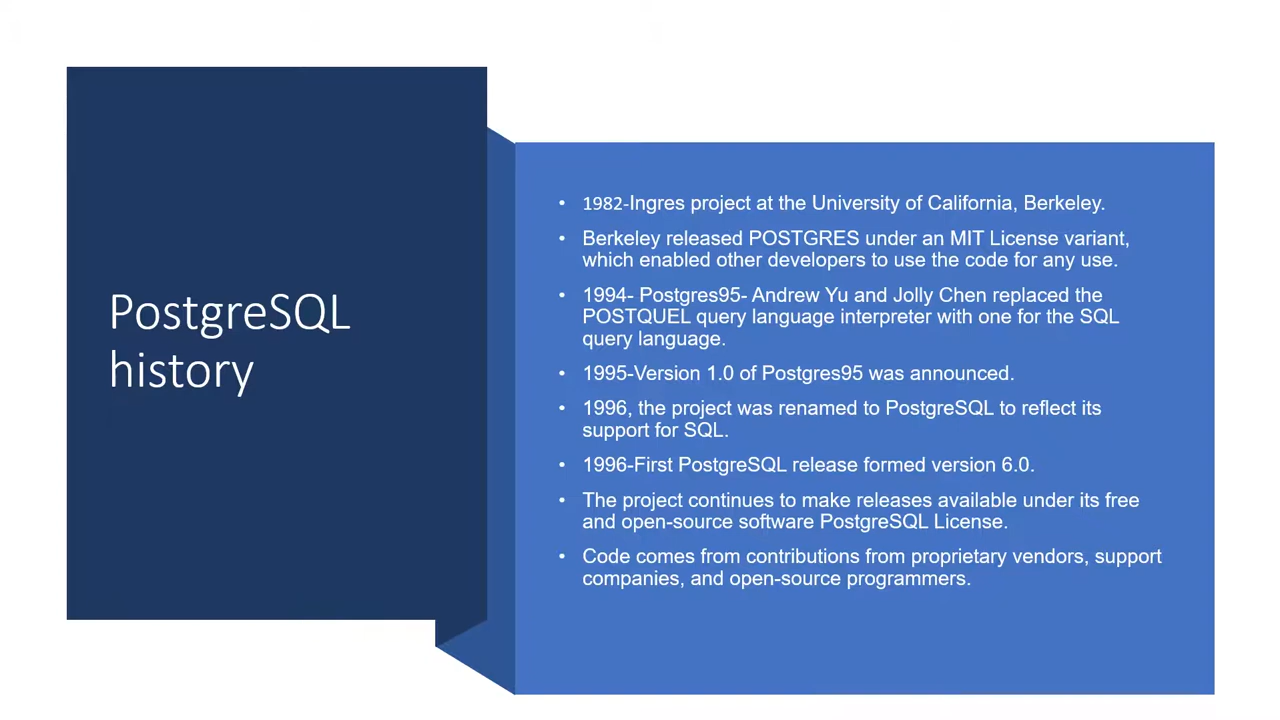 PostgreSQL
history
• 1982-Ingres project at the University of California, Berkeley.
• Berkeley released POSTGRES under an MIT License variant,
which enabled other developers to use the code for any use.
• 1994- Postgres95- Andrew Yu and Jolly Chen replaced the
POSTQUEL query language interpreter with one for the SQL
query language.
• 1995-Version 1.0 of Postgres95 was announced.
• 1996, the project was renamed to PostgreSQL to reflect its
support for SQL.
• 1996-First PostgreSQL release formed version 6.0.
• The project continues to make releases available under its free
and open-source software PostgreSQL License.
• Code comes from contributions from proprietary vendors, support
companies, and open-source programmers.